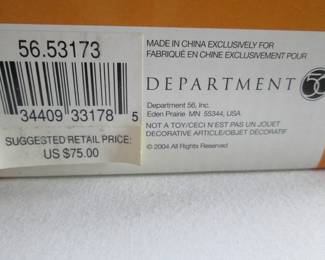 56.53173
34409 33178 5
SUGGESTED RETAIL PRICE:
US $75.00
MADE IN CHINA EXCLUSIVELY FOR
FABRIQUÉ EN CHINE EXCLUSIVEMENT POUR
DEPARTMENT 56
Department 56, Inc.
Eden Prairie MN 55344, USA
NOT A TOY/CECI N'EST PAS UN JOUET
DECORATIVE ARTICLE/OBJET DÉCORATIF
© 2004 All Rights Reserved